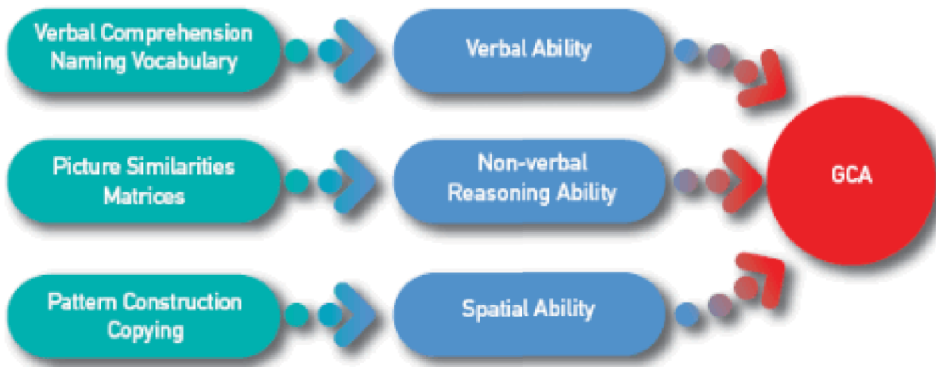 Verbal Comprehension
Naming Vocabulary
Verbal Ability
Picture Similarities
Matrices
Non-verbal
Reasoning Ability
GCA
Pattern Construction
Copying
Spatial Ability